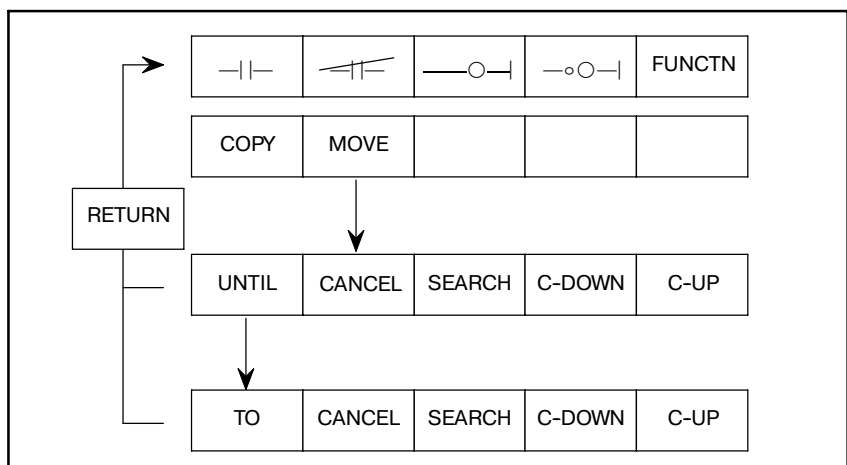 FUNCTN
COPY MOVE
RETURN
UNTIL CANCEL SEARCH C-DOWN C-UP
TO CANCEL SEARCH C-DOWN C-UP